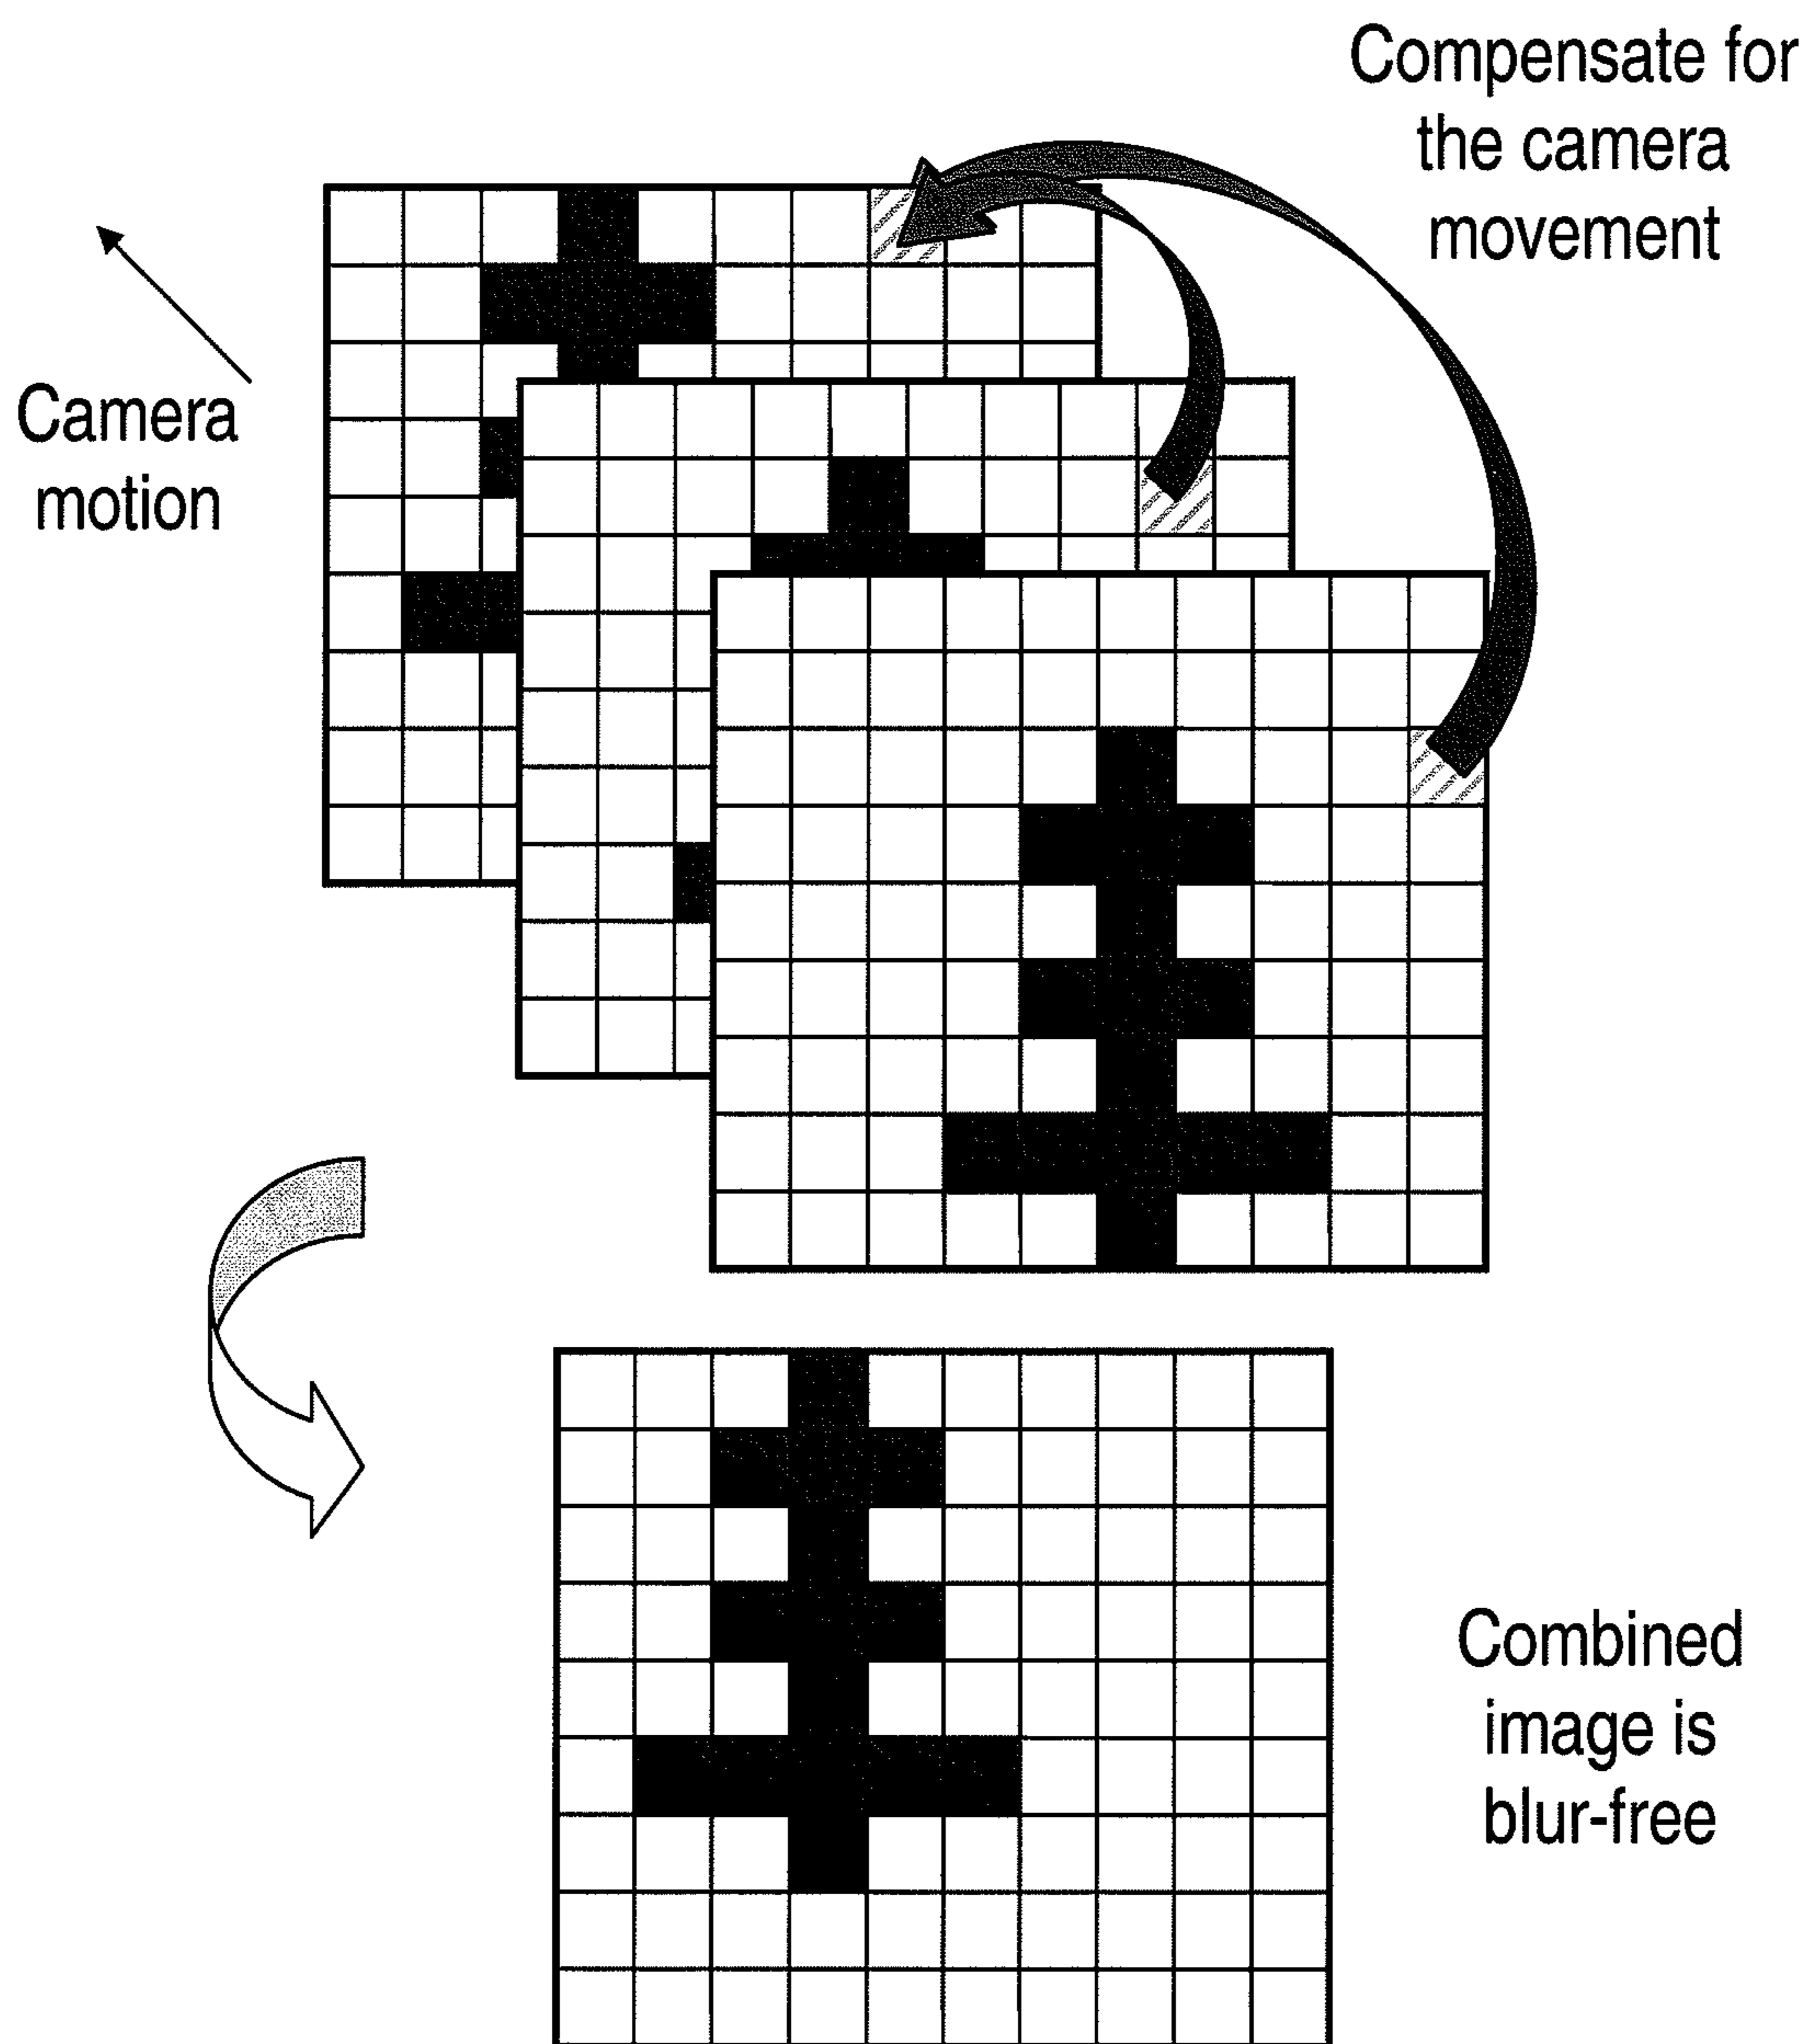 Compensate for
the camera
movement
Camera
motion
Combined
image is
blur-free